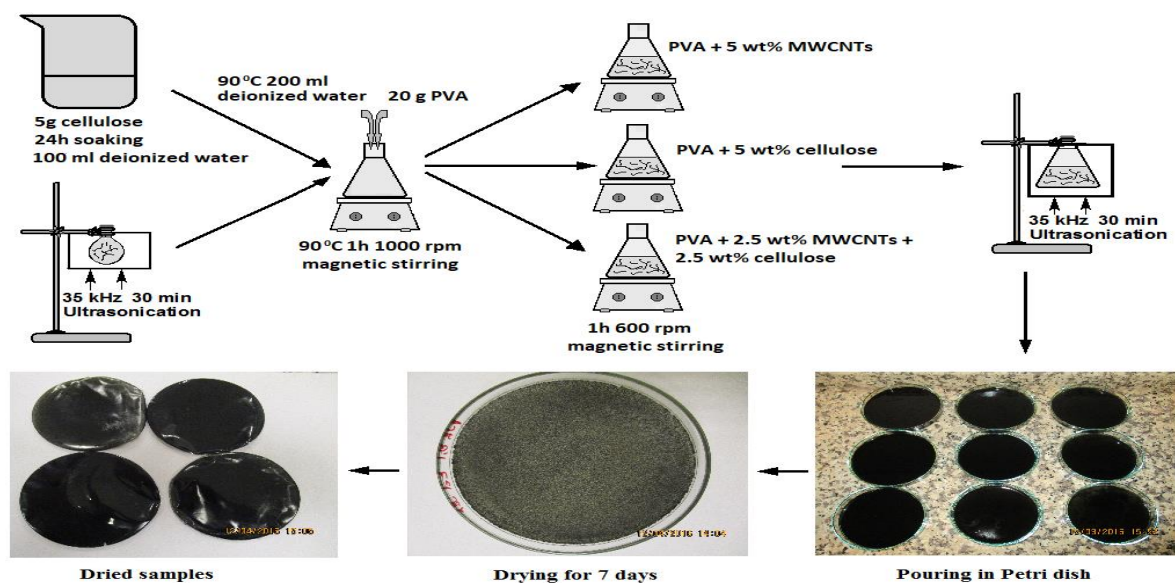 5g cellulose
24h soaking
100 ml deionized water
90 °C 200 ml
deionized water
20 g PVA
35 kHz 30 min
Ultrasonication
90°C 1h 1000 rpm
magnetic stirring
PVA + 5 wt% MWCNTs
PVA + 5 wt% cellulose
PVA + 2.5 wt% MWCNTs +
2.5 wt% cellulose
1h 600 rpm
magnetic stirring
35 kHz 30 min
Ultrasonication
Dried samples
Drying for 7 days
Pouring in Petri dish